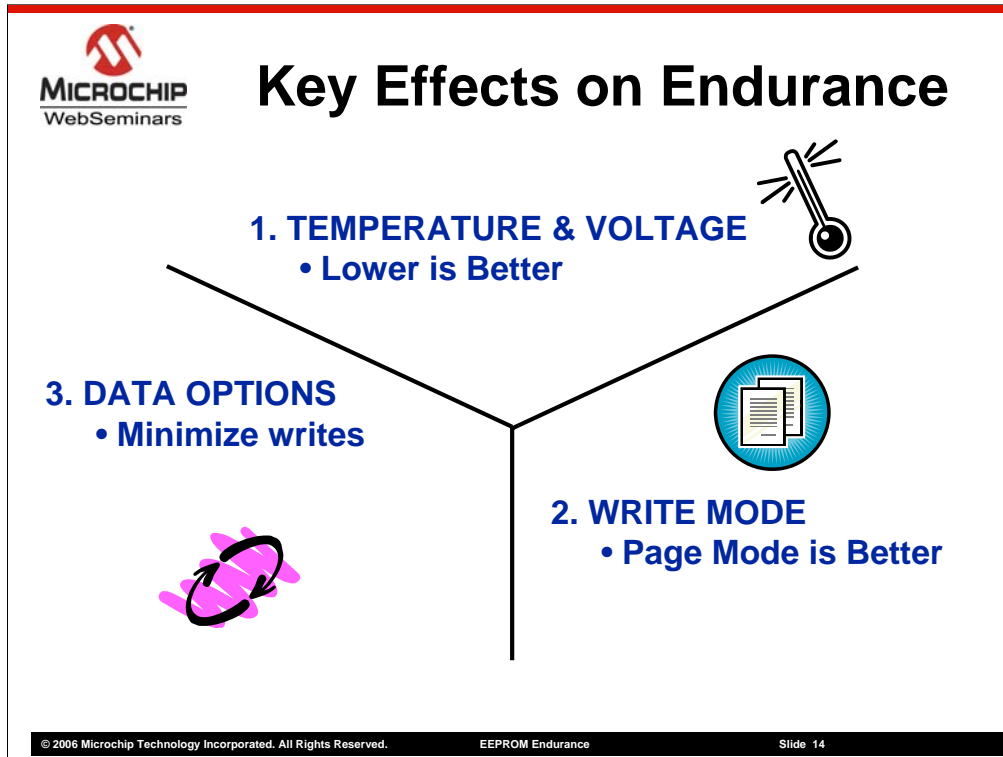 MICROCHIP
WebSeminars
Key Effects on Endurance
1. TEMPERATURE & VOLTAGE
• Lower is Better
3. DATA OPTIONS
• Minimize writes
2. WRITE MODE
• Page Mode is Better
© 2006 Microchip Technology Incorporated. All Rights Reserved. EEPROM Endurance Slide 14